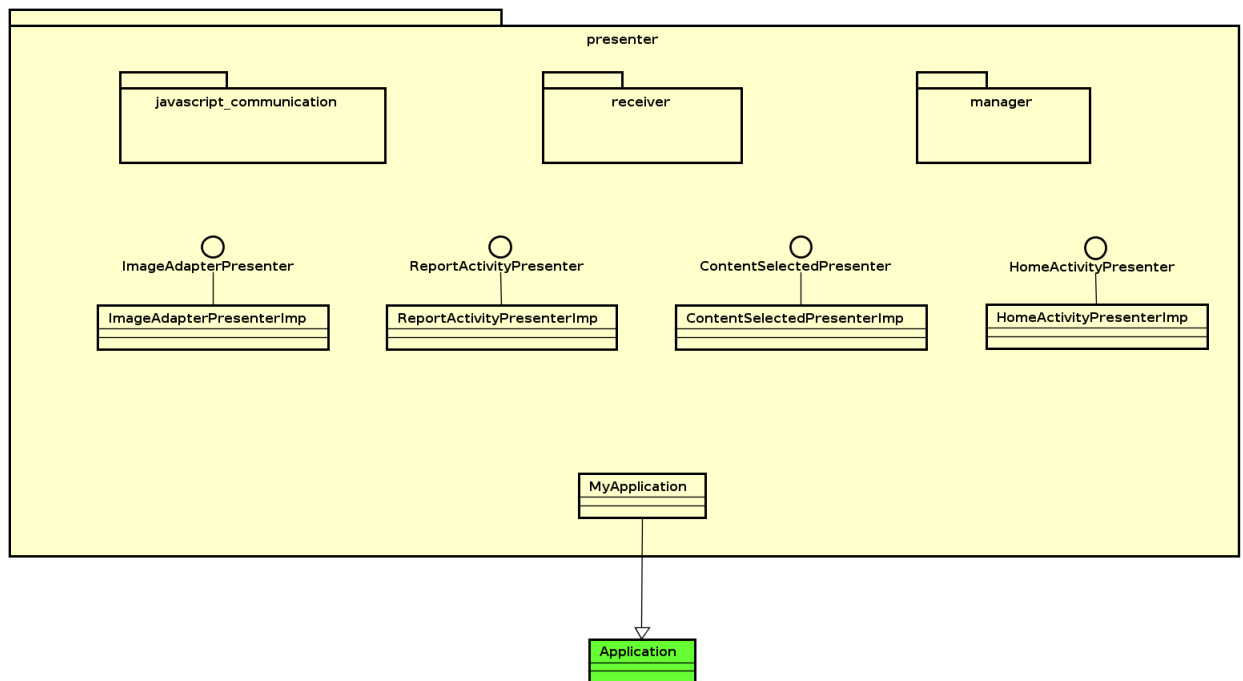 presenter
javascript_communication
receiver
manager
ImageAdapterPresenter
ReportActivityPresenter
ContentSelectedPresenter
HomeActivityPresenter
ImageAdapterPresenterImp
ReportActivityPresenterImp
ContentSelectedPresenterImp
HomeActivityPresenterImp
MyApplication
Application